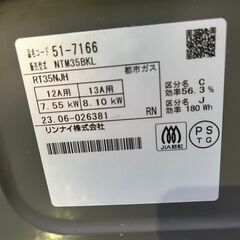 品名コード 51-7166
販売型式 NTM35BKL
RT35NJH 都市ガス
12A用 13A用
7.55 kW 8.10 kW
23.06-026381 RN
リンナイ株式会社
区分名 C
効率56.3 %
区分名 J
効率 180 Wh
JIA認証
PS
TG